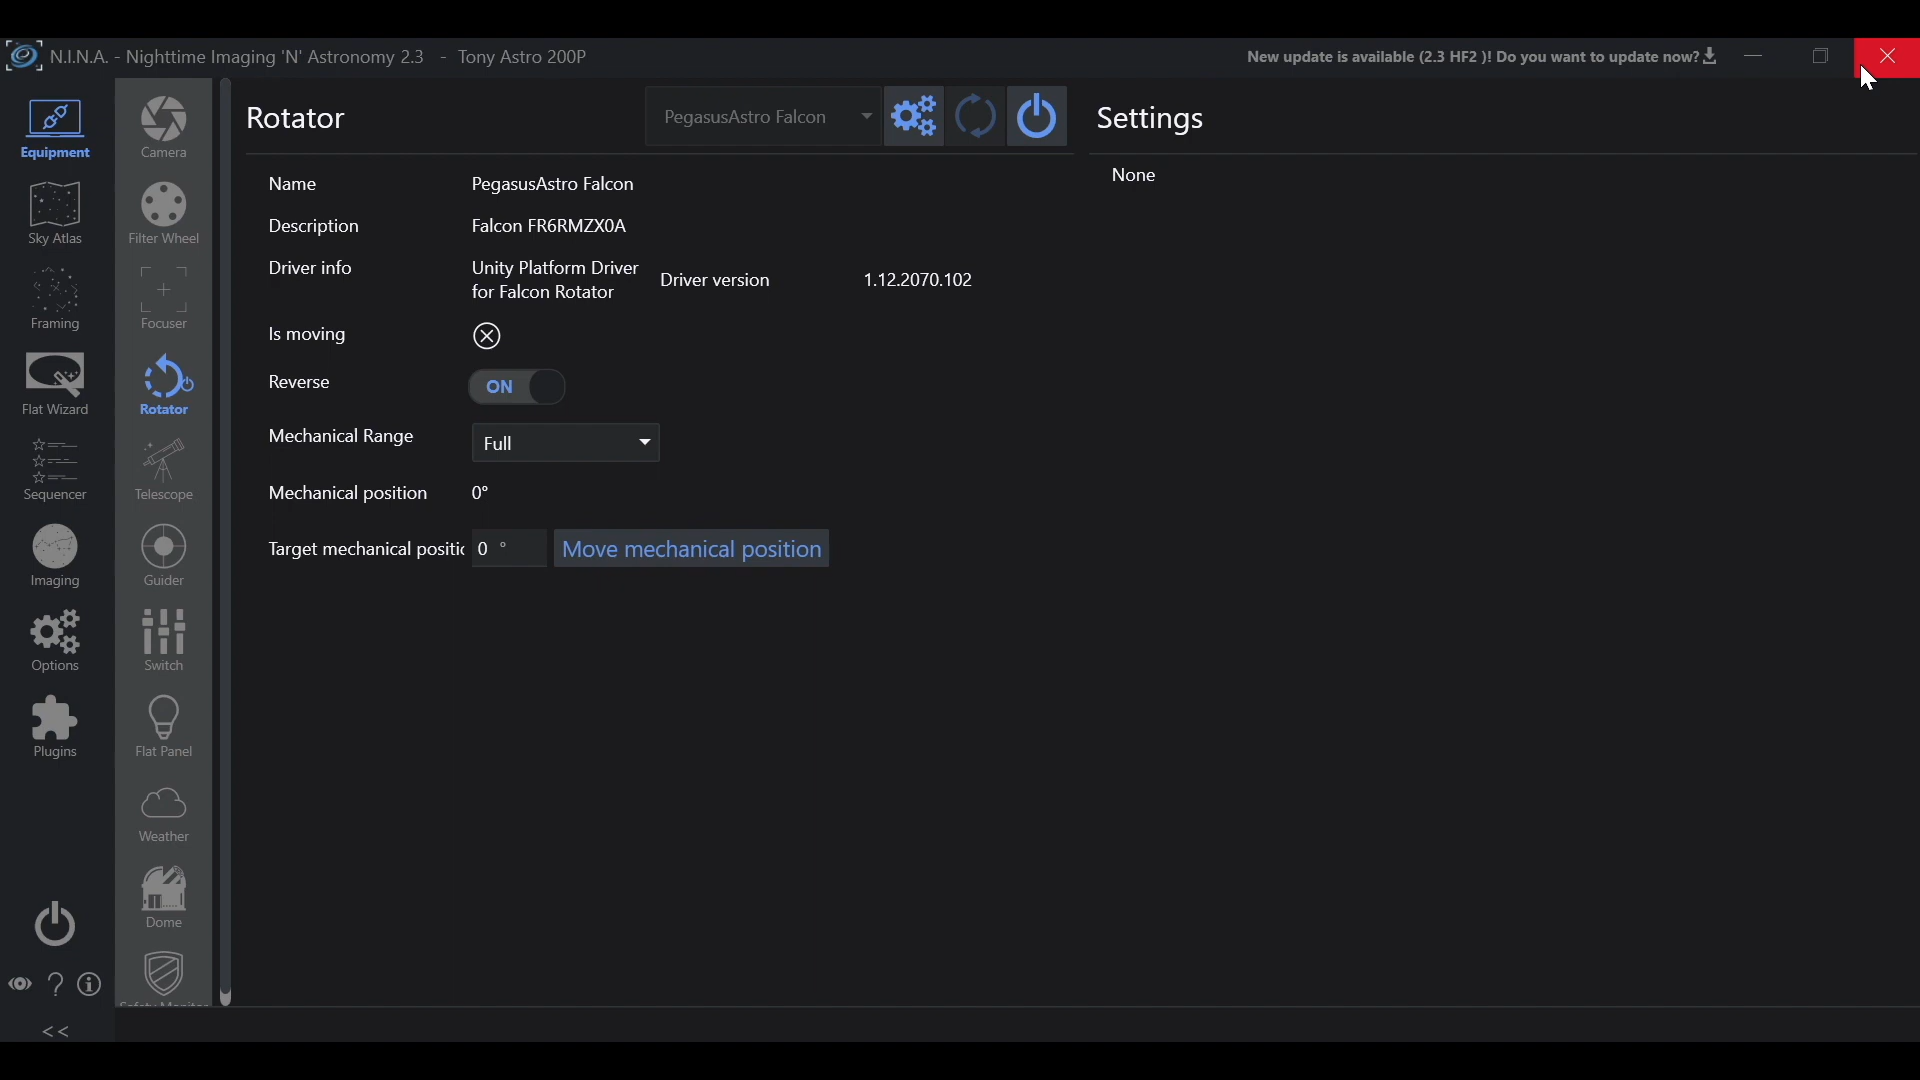 N.I.N.A. - Nighttime Imaging 'N' Astronomy 2.3 - Tony Astro 200P
New update is available (2.3 HF2 )! Do you want to update now?
Equipment
Sky Atlas
Framing
Flat Wizard
Sequencer
Imaging
Options
Plugins
<<
Camera
Filter Wheel
Focuser
Rotator
Telescope
Guider
Switch
Flat Panel
Weather
Dome
Safety Monitor
Rotator
PegasusAstro Falcon
Name PegasusAstro Falcon
Description Falcon FR6RMZX0A
Driver info Unity Platform Driver
for Falcon Rotator
Driver version 1.12.2070.102
Is moving
Reverse ON
Mechanical Range Full
Mechanical position 0°
Target mechanical positic 0 ° Move mechanical position
Settings
None